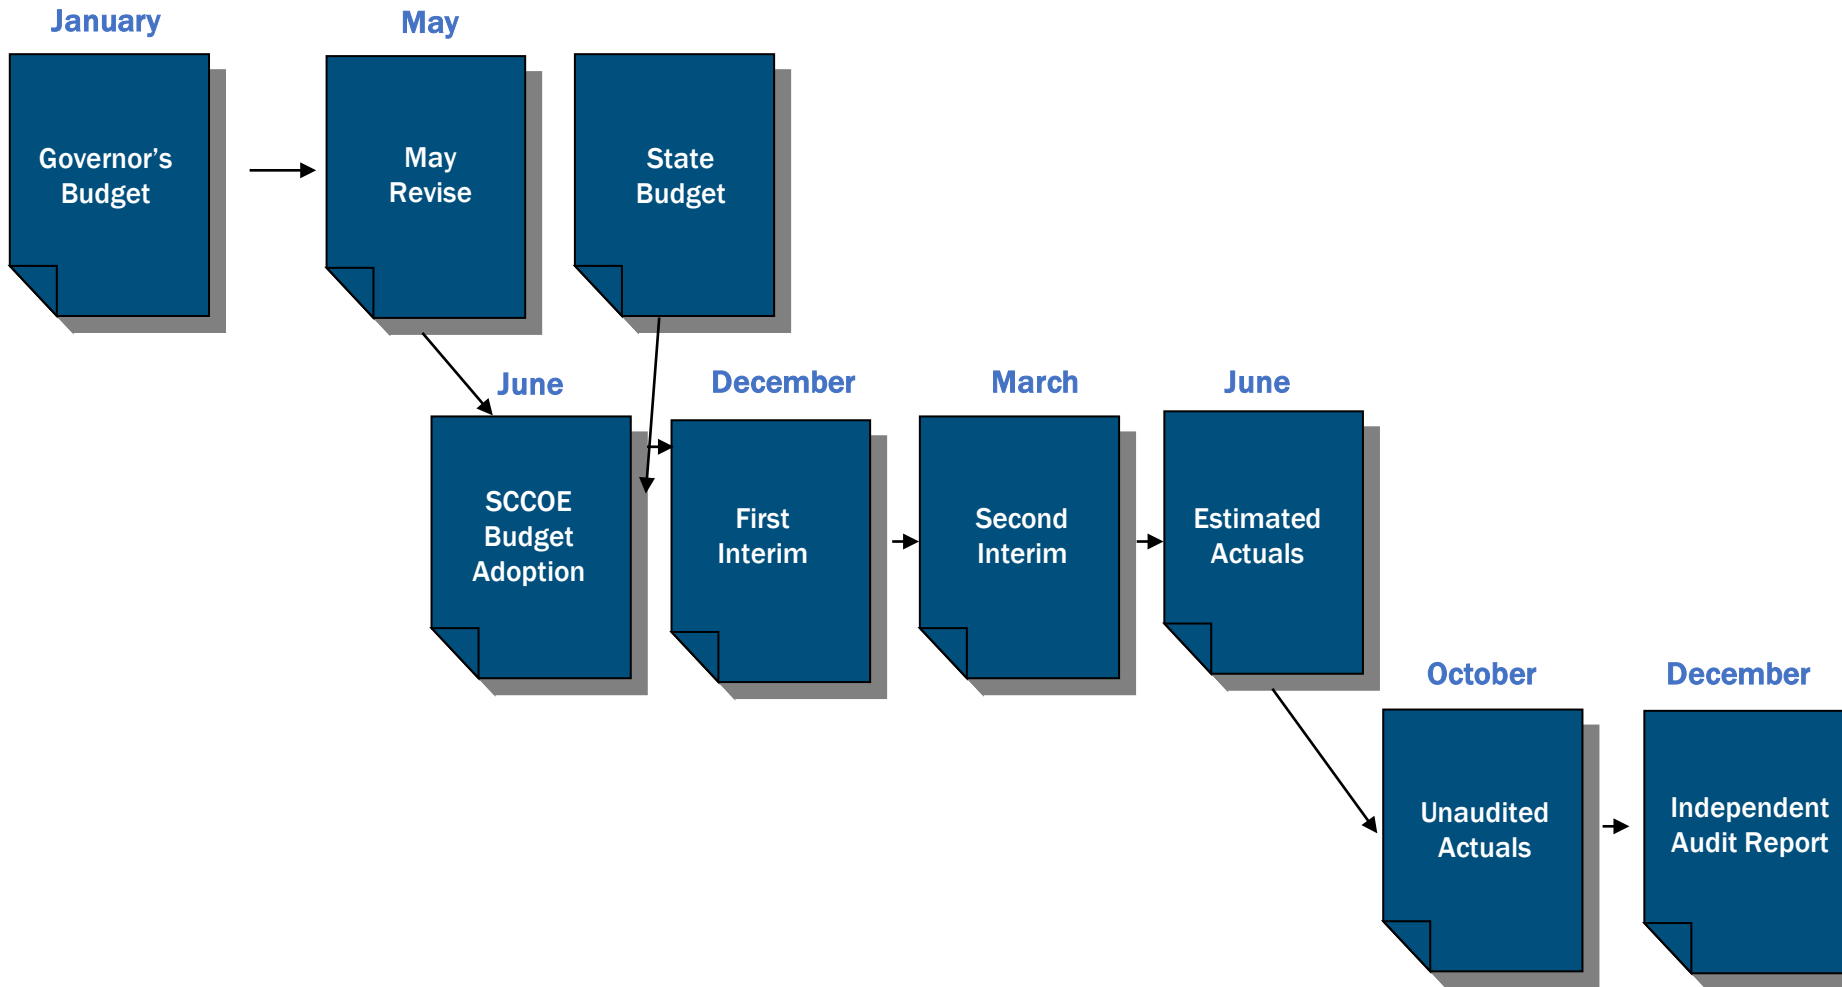 January
May
Governor’s
Budget
May
Revise
State
Budget
June
December
March
June
SCCOE
Budget
Adoption
First
Interim
Second
Interim
Estimated
Actuals
October
December
Unaudited
Actuals
Independent
Audit Report